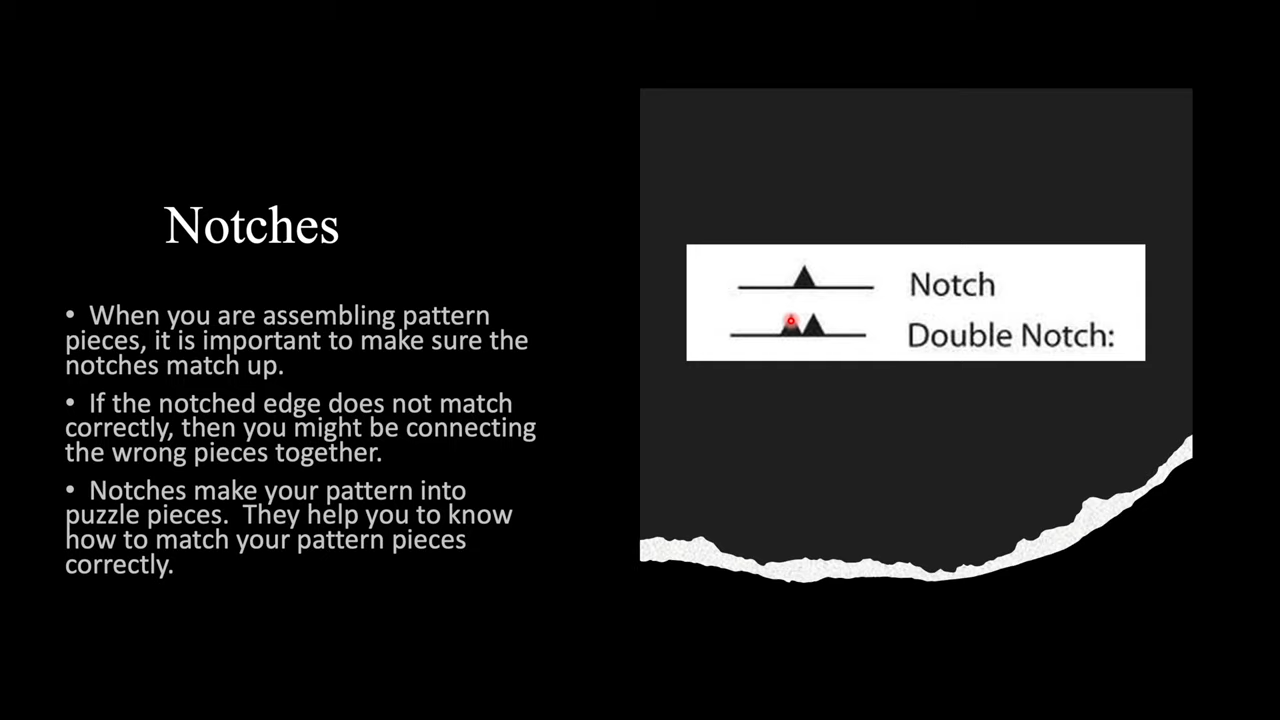 Notches
• When you are assembling pattern
pieces, it is important to make sure the
notches match up.
• If the notched edge does not match
correctly, then you might be connecting
the wrong pieces together.
• Notches make your pattern into
puzzle pieces.  They help you to know
how to match your pattern pieces
correctly.
Notch
Double Notch: